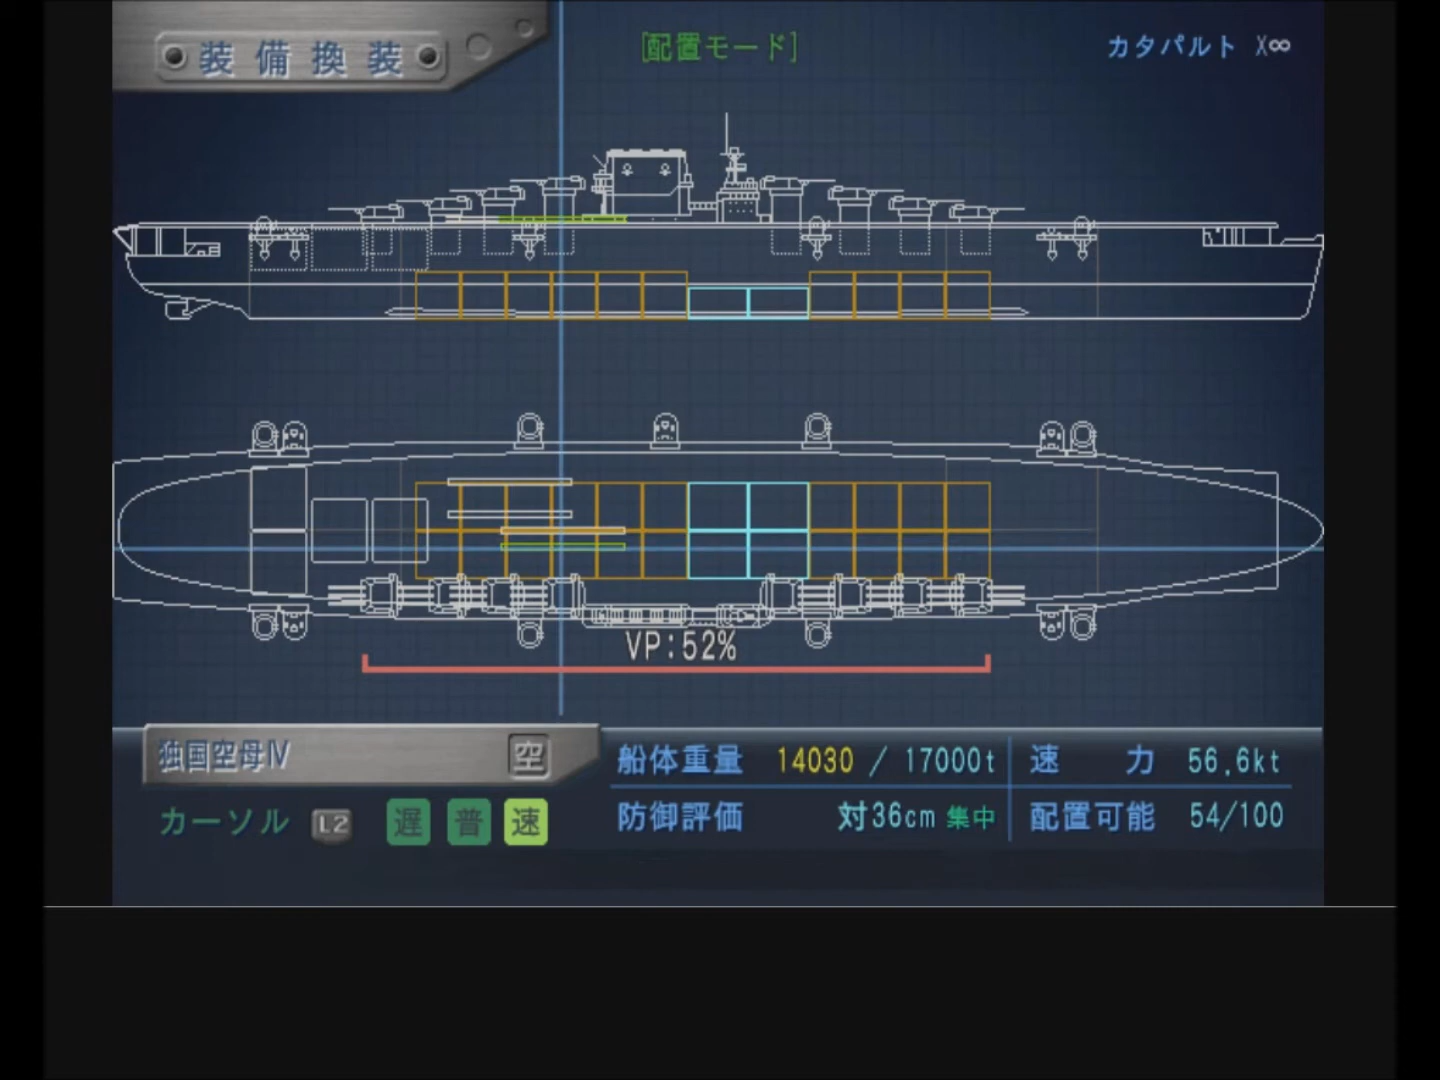 装備換装
[配置モード]
カタパルト X∞
VP:52%
独国空母Ⅳ 空
船体重量 14030 / 17000t 速力 56.6kt
カーソル L2 遅 普 速
防御評価 対36cm 集中 配置可能 54/100